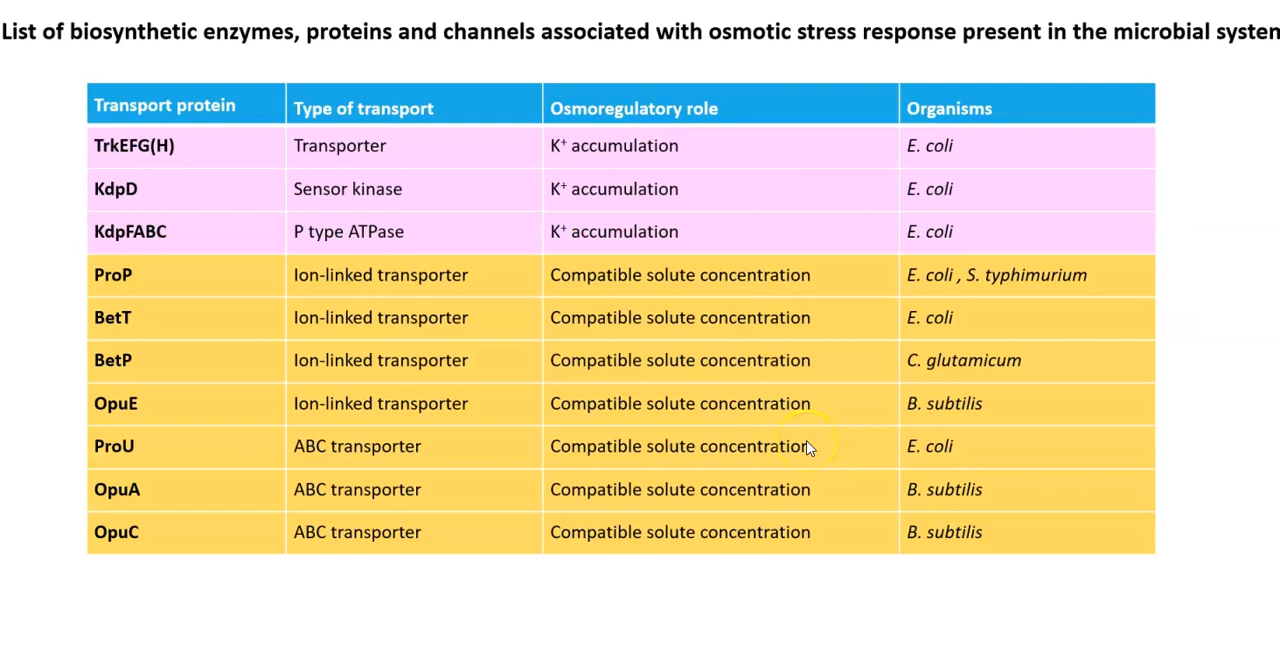 List of biosynthetic enzymes, proteins and channels associated with osmotic stress response present in the microbial system
Transport protein Type of transport Osmoregulatory role Organisms
TrkEFG(H) Transporter K⁺ accumulation E. coli
KdpD Sensor kinase K⁺ accumulation E. coli
KdpFABC P type ATPase K⁺ accumulation E. coli
ProP Ion-linked transporter Compatible solute concentration E. coli , S. typhimurium
BetT Ion-linked transporter Compatible solute concentration E. coli
BetP Ion-linked transporter Compatible solute concentration C. glutamicum
OpuE Ion-linked transporter Compatible solute concentration B. subtilis
ProU ABC transporter Compatible solute concentration E. coli
OpuA ABC transporter Compatible solute concentration B. subtilis
OpuC ABC transporter Compatible solute concentration B. subtilis